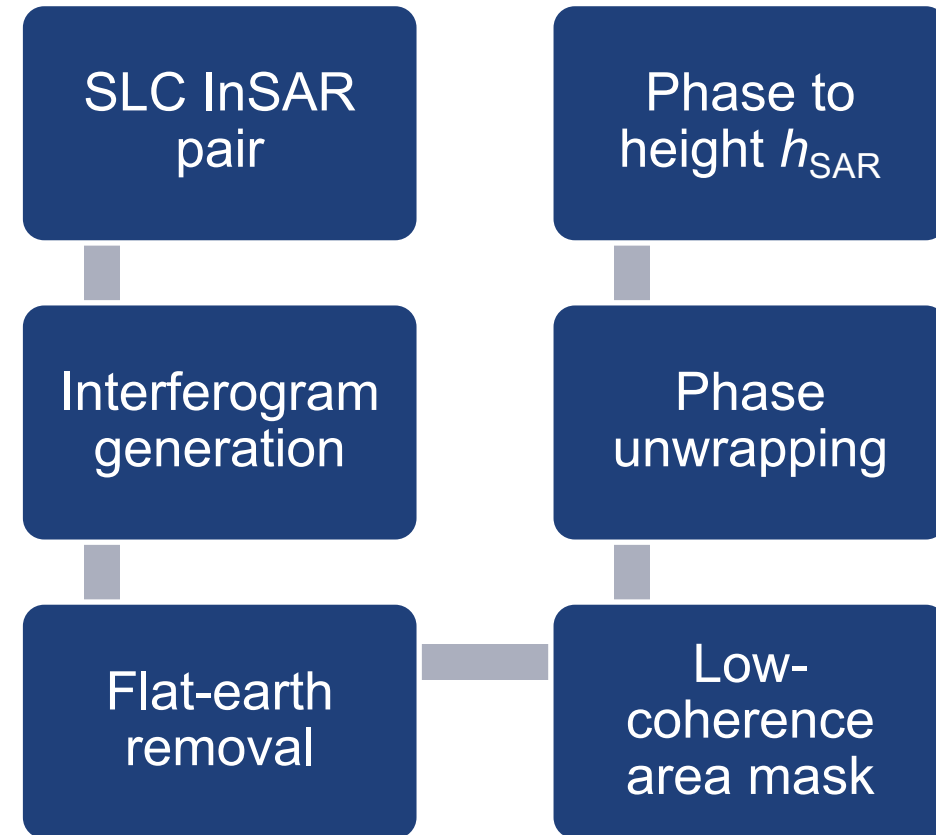 SLC InSAR
pair
Interferogram
generation
Flat-earth
removal
Low-
coherence
area mask
Phase
unwrapping
Phase to
height hSAR